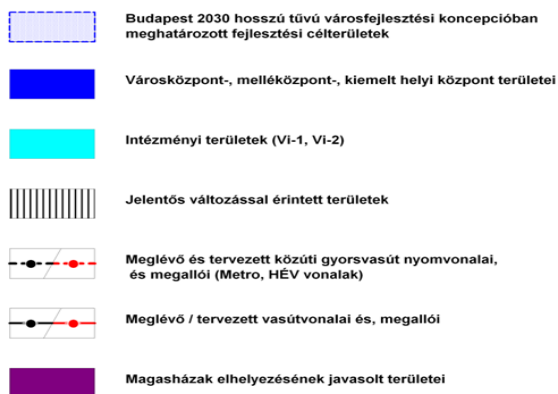 Budapest 2030 hosszú tűvú városfejlesztési koncepcióban
meghatározott fejlesztési célterületek
Városközpont-, melléközpont-, kiemelt helyi központ területei
Intézményi területek (Vi-1, Vi-2)
Jelentős változással érintett területek
Meglévő és tervezett közúti gyorsvasút nyomvonalai,
és megallói (Metro, HÉV vonalak)
Meglévő / tervezett vasútvonalai és, megallói
Magasházak elhelyezésének javasolt területei